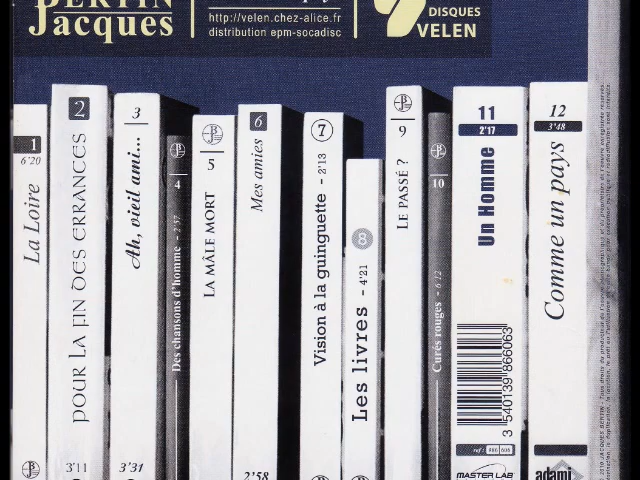 BERTIN
Jacques
http://velen.chez-alice.fr
distribution epm-socadisc
DISQUES
VELEN
1
6'20
La Loire
2
POUR LA FIN DES ERRANCES
3'11
3
Ah, vieil ami...
3'31
4
Des chansons d'homme - 2'57
5
LA MÂLE MORT
6
Mes amies
2'58
7
Vision à la guinguette - 2'13
8
Les livres - 4'21
9
LE PASSÉ ?
10
Curés rouges - 6'12
11
2'17
Un Homme
3 540139 866063
MASTER LAB
12
3'48
Comme un pays
adami